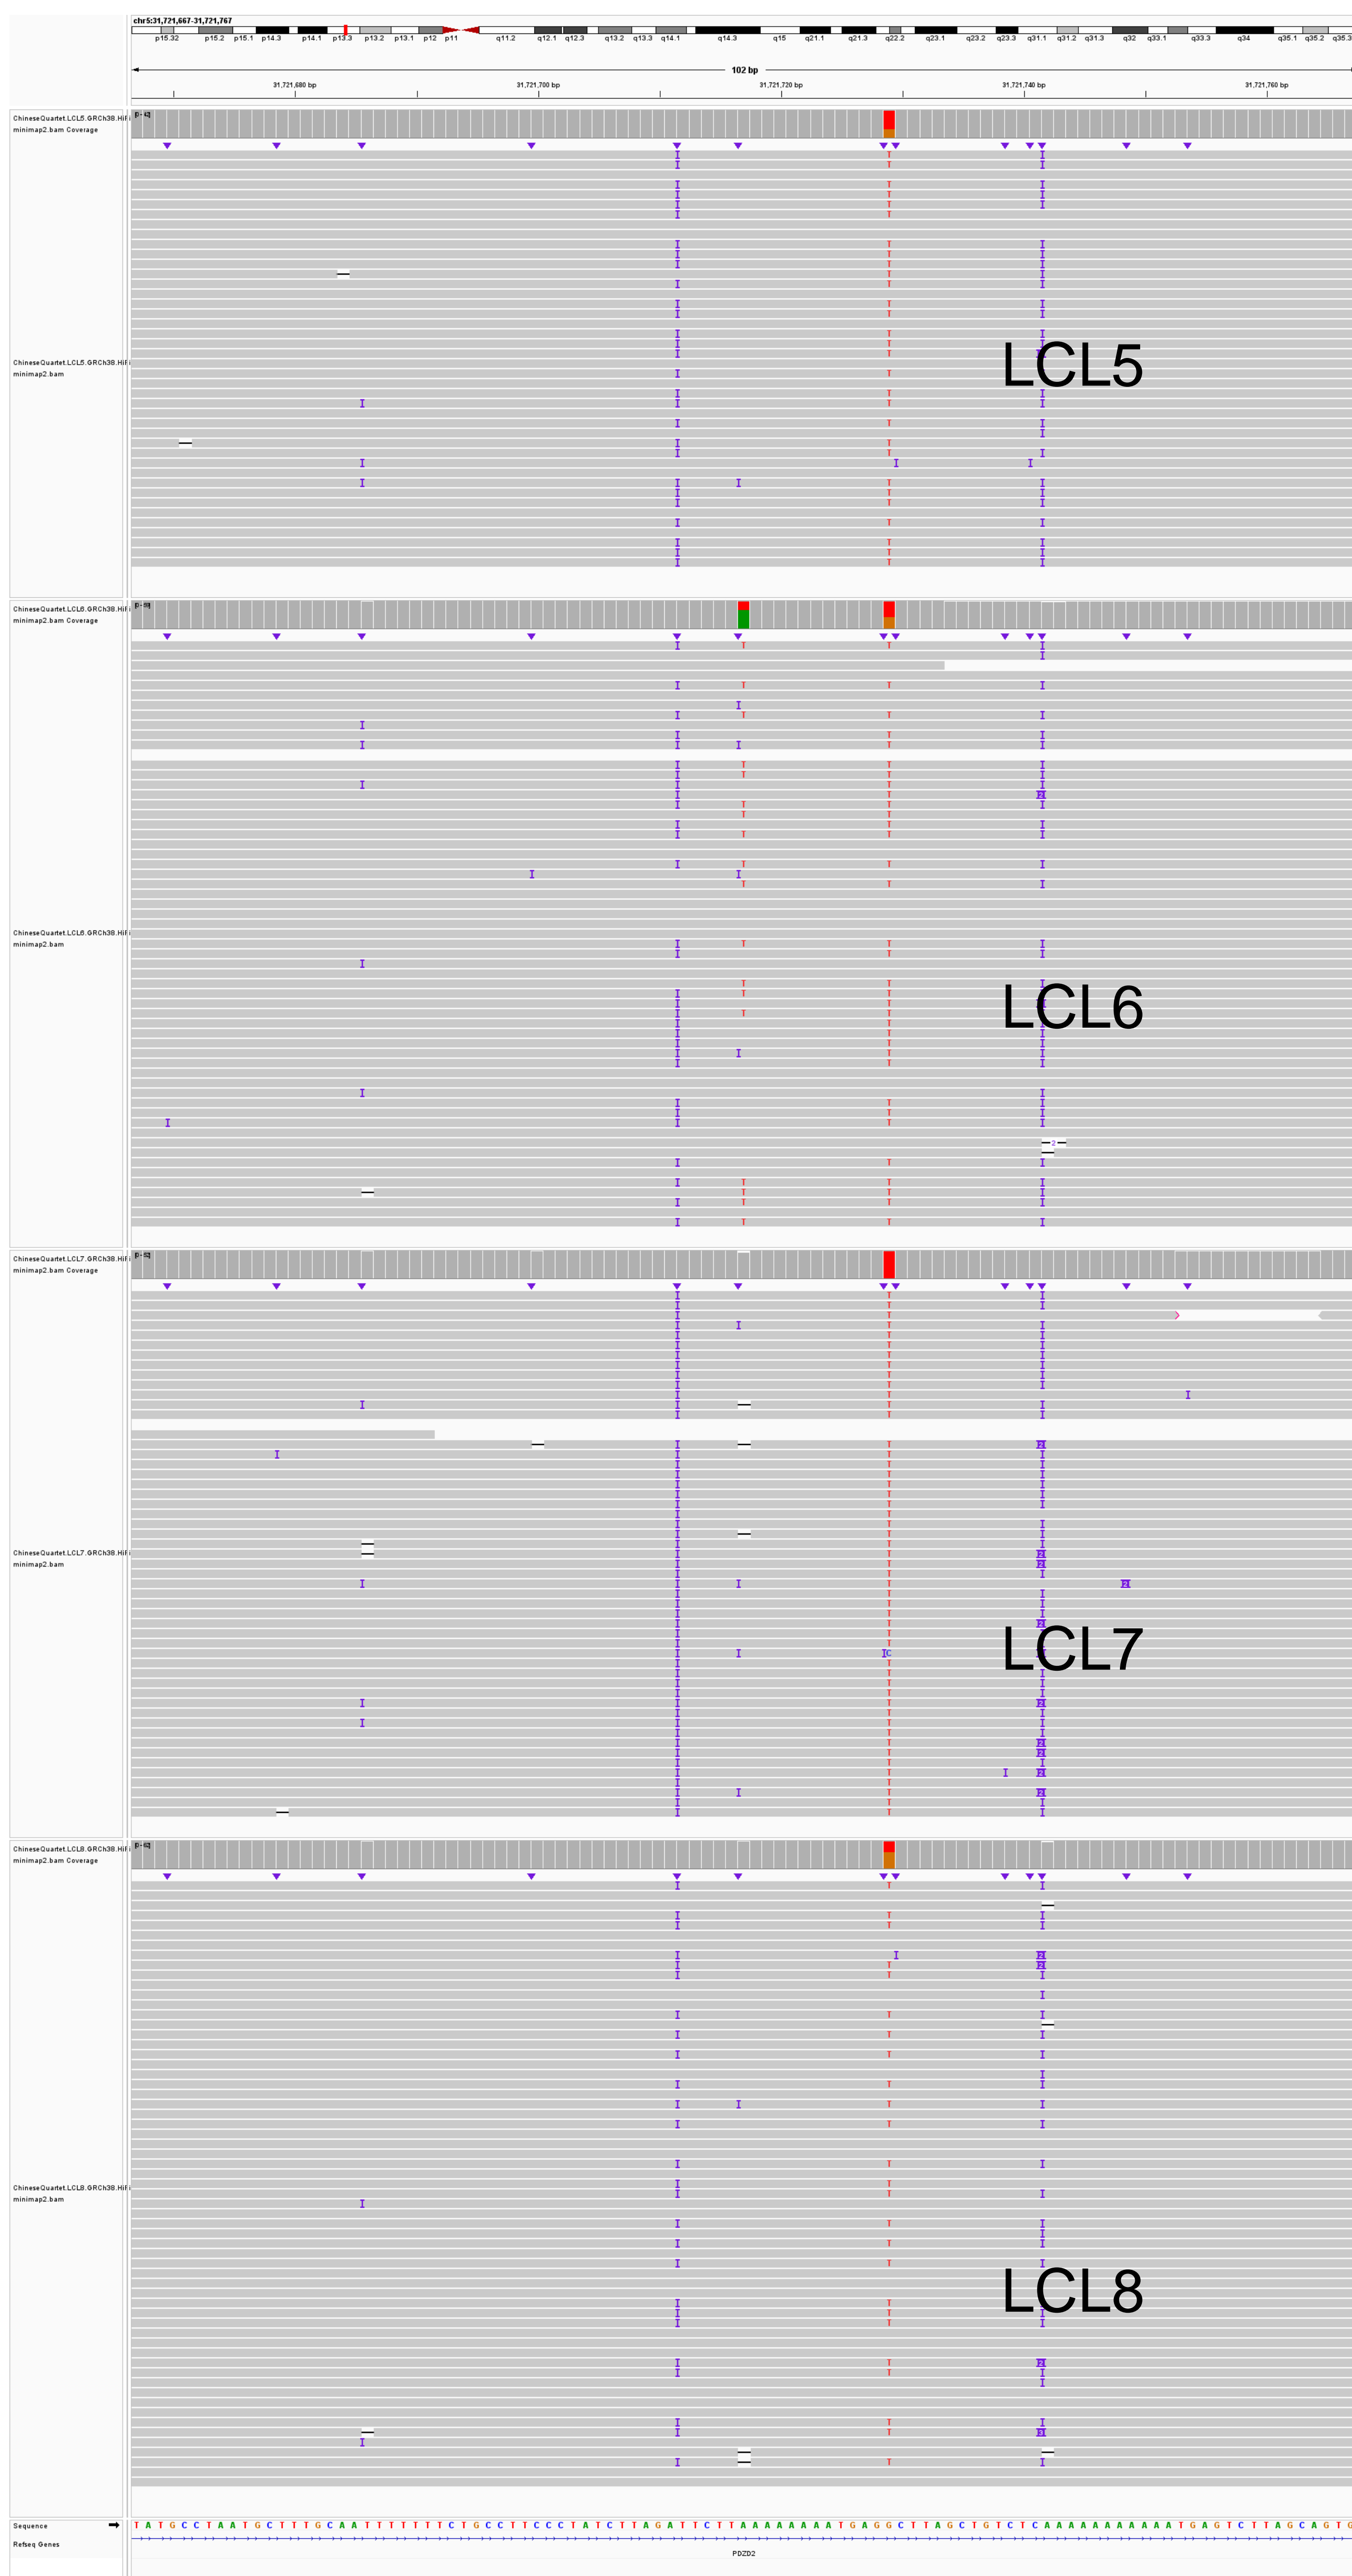 chr5:31,721,667-31,721,767
p15.32 p15.2 p15.1 p14.3 p14.1 p13.3 p13.2 p13.1 p12 p11 q11.2 q12.1 q12.3 q13.2 q13.3 q14.1 q14.3 q15 q21.1 q21.3 q22.2 q23.1 q23.2 q23.3 q31.1 q31.2 q31.3 q32 q33.1 q33.3 q34 q35.1 q35.2 q35.3
102 bp
31,721,680 bp 31,721,700 bp 31,721,720 bp 31,721,740 bp 31,721,760 bp
ChineseQuartet.LCL5.GRCh38.HiFi
minimap2.bam Coverage
ChineseQuartet.LCL5.GRCh38.HiFi
minimap2.bam
LCL5
ChineseQuartet.LCL6.GRCh38.HiFi
minimap2.bam Coverage
ChineseQuartet.LCL6.GRCh38.HiFi
minimap2.bam
LCL6
ChineseQuartet.LCL7.GRCh38.HiFi
minimap2.bam Coverage
ChineseQuartet.LCL7.GRCh38.HiFi
minimap2.bam
LCL7
ChineseQuartet.LCL8.GRCh38.HiFi
minimap2.bam Coverage
ChineseQuartet.LCL8.GRCh38.HiFi
minimap2.bam
LCL8
Sequence
T A T G C C T A A T G C T T T G C A A T T T T T T T C T G C C T T C C C T A T C T T A G A T T C T T A A A A A A A A T G A G G C T T A G C T G T C T C A A A A A A A A A A A T G A G T C T T A G C A G T G
Refseq Genes
PDZD2